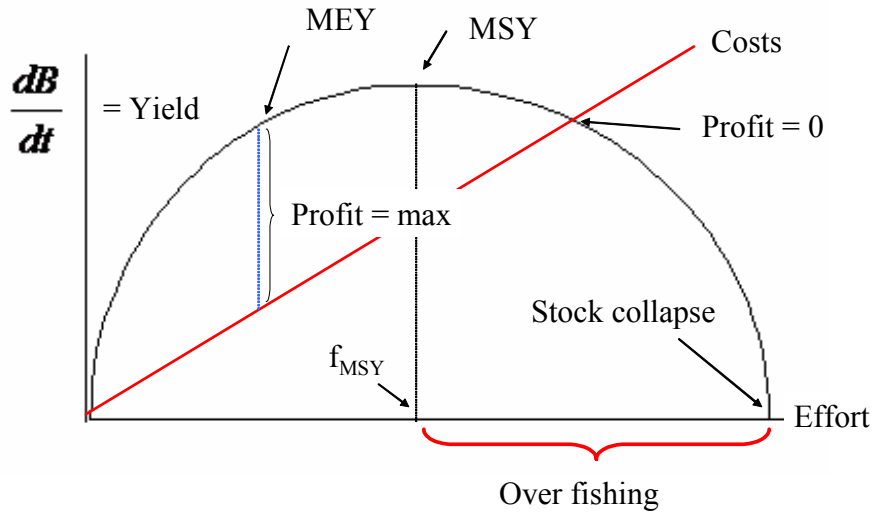 MEY
MSY
Costs
dB
dt
= Yield
Profit = 0
Profit = max
Stock collapse
fMSY
Effort
Over fishing